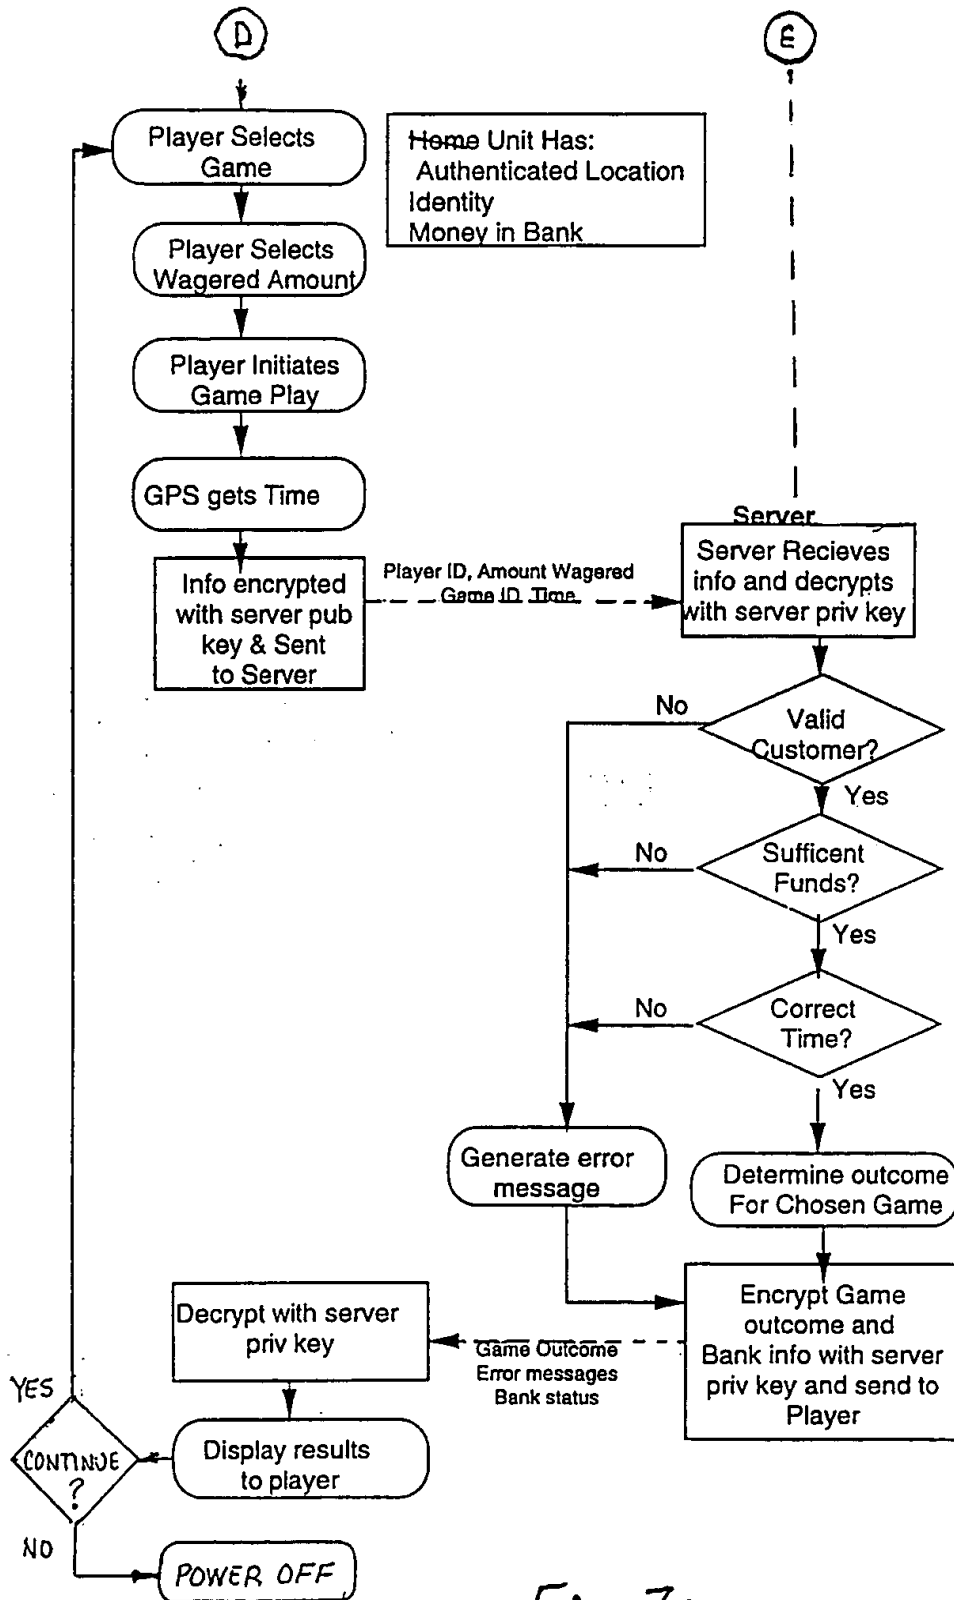 D
E
Player Selects
Game
Home Unit Has:
Authenticated Location
Identity
Money in Bank
Player Selects
Wagered Amount
Player Initiates
Game Play
GPS gets Time
Info encrypted
with server pub
key & Sent
to Server
Player ID, Amount Wagered
Game ID Time
Server
Server Recieves
info and decrypts
with server priv key
No
Valid
Customer?
Yes
No
Sufficent
Funds?
Yes
No
Correct
Time?
Yes
Generate error
message
Determine outcome
For Chosen Game
Encrypt Game
outcome and
Bank info with server
priv key and send to
Player
Game Outcome
Error messages
Bank status
Decrypt with server
priv key
Display results
to player
YES
CONTINUE
?
NO
POWER OFF